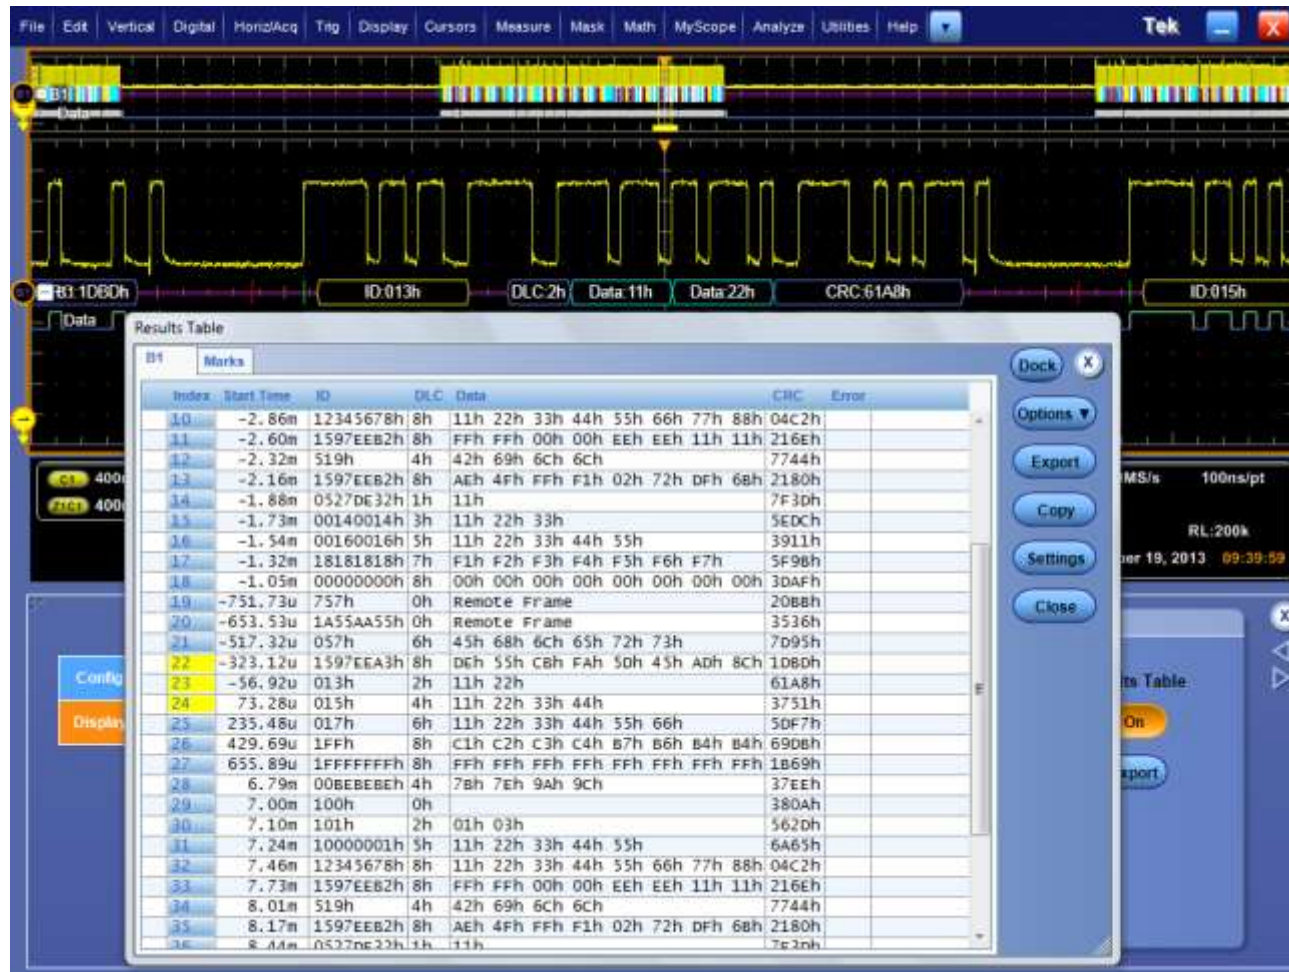 File Edit Vertical Digital Horiz/Acq Trig Display Cursors Measure Mask Math MyScope Analyze Utilities Help Tek X
B1
Data
1DBDh ID:013h DLC:2h Data:11h Data:22h CRC:61A8h ID:015h
Data
Results Table
B1 Marks
Dock X
Index Start Time ID DLC Data CRC Error
10 -2.86m 12345678h 8h 11h 22h 33h 44h 55h 66h 77h 88h 04C2h
11 -2.60m 1597EEB2h 8h FFh FFh 00h 00h EEh EEh 11h 11h 216Eh
12 -2.32m 519h 4h 42h 69h 6Ch 6Ch 7744h
13 -2.16m 1597EEB2h 8h AEh 4Fh FFh F1h 02h 72h DFh 6Bh 2180h
14 -1.88m 0527DE32h 1h 11h 7F3Dh
15 -1.73m 00140014h 3h 11h 22h 33h 5EDCh
16 -1.54m 00160016h 5h 11h 22h 33h 44h 55h 3911h
17 -1.32m 18181818h 7h F1h F2h F3h F4h F5h F6h F7h 5F9Bh
18 -1.05m 00000000h 8h 00h 00h 00h 00h 00h 00h 00h 00h 3DAFh
19 -751.73u 757h 0h Remote Frame 20BBh
20 -653.53u 1A55AA55h 0h Remote Frame 3536h
21 -517.32u 057h 6h 45h 68h 6Ch 65h 72h 73h 7D95h
22 -323.12u 1597EEA3h 8h DEh 55h CBh FAh 5Dh 45h ADh 8Ch 1DBDh
23 -56.92u 013h 2h 11h 22h 61A8h
24 73.28u 015h 4h 11h 22h 33h 44h 3751h
25 235.48u 017h 6h 11h 22h 33h 44h 55h 66h 5DF7h
26 429.69u 1FFh 8h C1h C2h C3h C4h B7h B6h B4h B4h 69DBh
27 655.89u 1FFFFFFFh 8h FFh FFh FFh FFh FFh FFh FFh FFh 1B69h
28 6.79m 00BEBEBEh 4h 7Bh 7Eh 9Ah 9Ch 37EEh
29 7.00m 100h 0h 380Ah
30 7.10m 101h 2h 01h 03h 562Dh
31 7.24m 10000001h 5h 11h 22h 33h 44h 55h 6A65h
32 7.46m 12345678h 8h 11h 22h 33h 44h 55h 66h 77h 88h 04C2h
33 7.73m 1597EEB2h 8h FFh FFh 00h 00h EEh EEh 11h 11h 216Eh
34 8.01m 519h 4h 42h 69h 6Ch 6Ch 7744h
35 8.17m 1597EEB2h 8h AEh 4Fh FFh F1h 02h 72h DFh 6Bh 2180h
36 8.44m 0527DE32h 1h 11h 7F3Dh
Options
Export
Copy
Settings
Close
C1 400
Z1C1 400
MS/s 100ns/pt
RL:200k
19, 2013 09:39:59
Config
Display
Table
On
xport
X